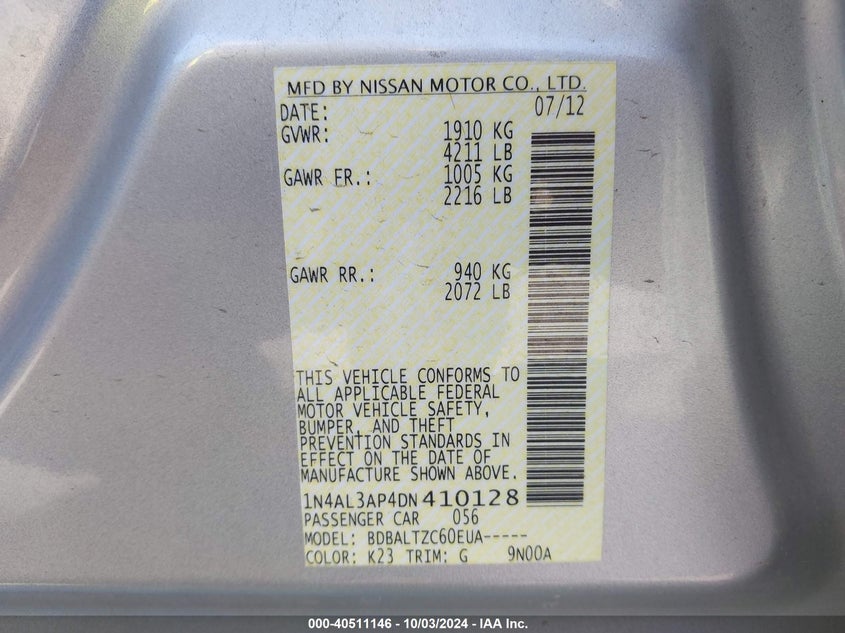 MFD BY NISSAN MOTOR CO., LTD.
DATE: 07/12
GVWR: 1910 KG
4211 LB
GAWR FR.: 1005 KG
2216 LB
GAWR RR.: 940 KG
2072 LB
THIS VEHICLE CONFORMS TO
ALL APPLICABLE FEDERAL
MOTOR VEHICLE SAFETY,
BUMPER, AND THEFT
PREVENTION STANDARDS IN
EFFECT ON THE DATE OF
MANUFACTURE SHOWN ABOVE.
1N4AL3AP4DN410128
PASSENGER CAR 056
MODEL: BDBALTZC60EUA-----
COLOR: K23 TRIM: G 9N00A
000-40511146 - 10/03/2024 - IAA Inc.